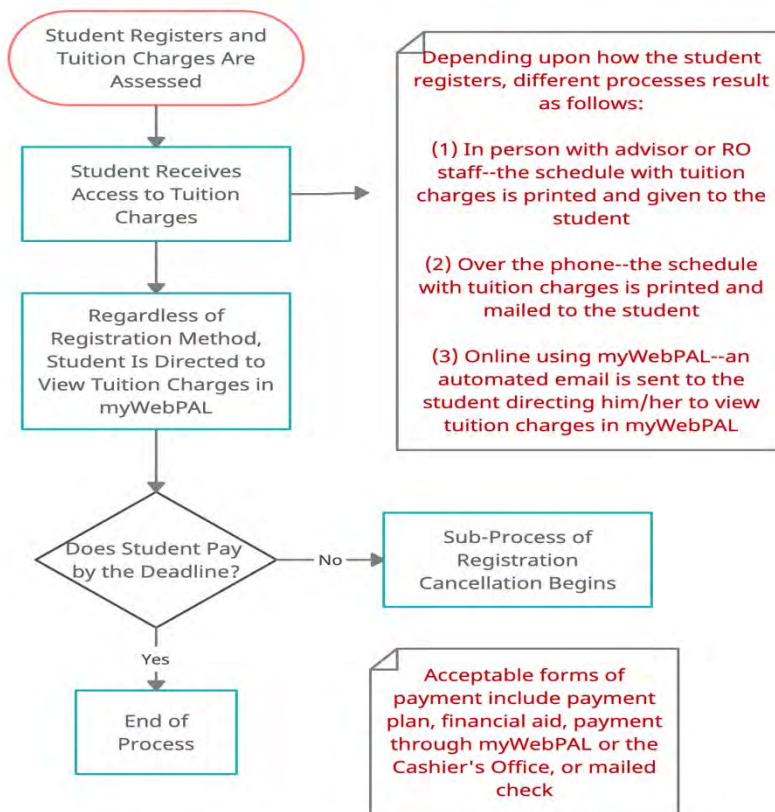 Student Registers and
Tuition Charges Are
Assessed
Depending upon how the student
registers, different processes result
as follows:
(1) In person with advisor or RO
staff--the schedule with tuition
charges is printed and given to the
student
(2) Over the phone--the schedule
with tuition charges is printed and
mailed to the student
(3) Online using myWebPAL--an
automated email is sent to the
student directing him/her to view
tuition charges in myWebPAL
Student Receives
Access to Tuition
Charges
Regardless of
Registration Method,
Student Is Directed to
View Tuition Charges in
myWebPAL
Does Student Pay
by the Deadline?
No
Sub-Process of
Registration
Cancellation Begins
Yes
End of
Process
Acceptable forms of
payment include payment
plan, financial aid, payment
through myWebPAL or the
Cashier's Office, or mailed
check